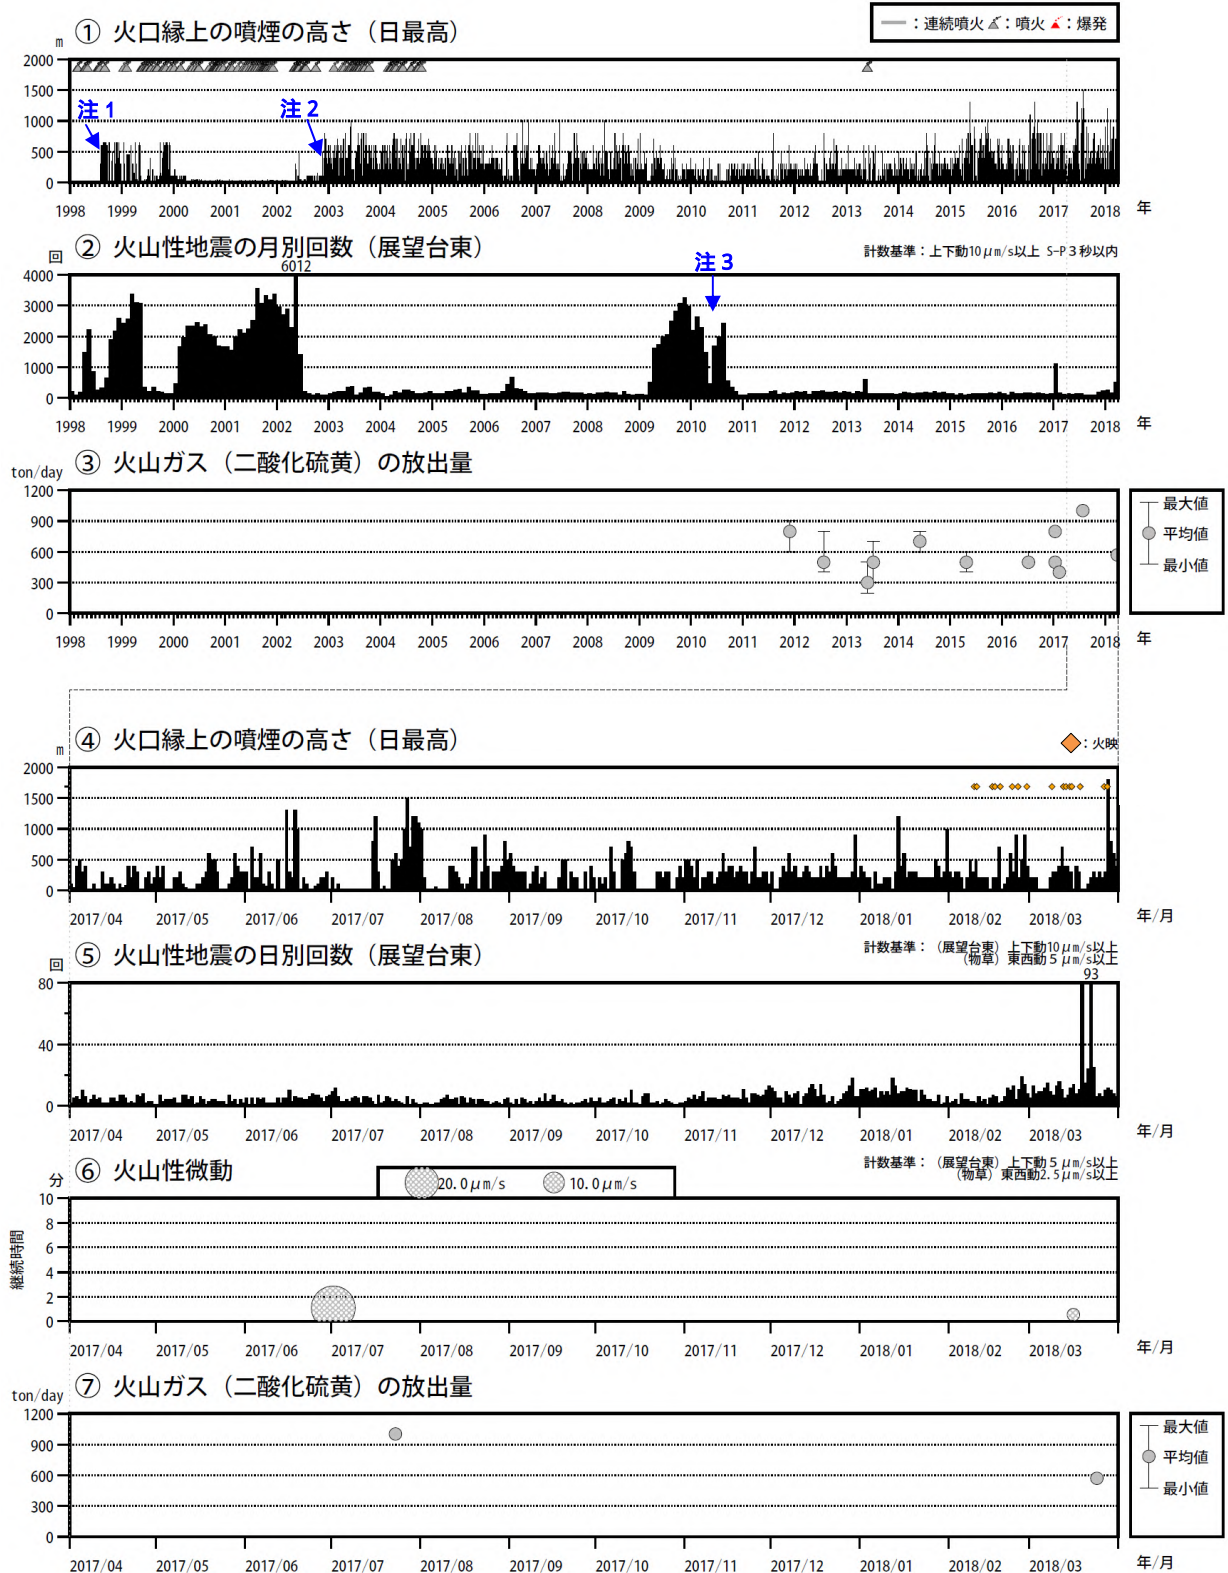 ① 火口縁上の噴煙の高さ（日最高）
：連続噴火 ：噴火 ：爆発
m
2000
1500
1000
500
0
注１
注２
1998 1999 2000 2001 2002 2003 2004 2005 2006 2007 2008 2009 2010 2011 2012 2013 2014 2015 2016 2017 2018 年
② 火山性地震の月別回数（展望台東）
計数基準：上下動10μm/s以上 S-P３秒以内
回
6012
注３
4000
3000
2000
1000
0
1998 1999 2000 2001 2002 2003 2004 2005 2006 2007 2008 2009 2010 2011 2012 2013 2014 2015 2016 2017 2018 年
③ 火山ガス（二酸化硫黄）の放出量
ton/day
1200
900
600
300
0
最大値
平均値
最小値
1998 1999 2000 2001 2002 2003 2004 2005 2006 2007 2008 2009 2010 2011 2012 2013 2014 2015 2016 2017 2018 年
④ 火口縁上の噴煙の高さ（日最高）
：火映
m
2000
1500
1000
500
0
2017/04 2017/05 2017/06 2017/07 2017/08 2017/09 2017/10 2017/11 2017/12 2018/01 2018/02 2018/03 年/月
⑤ 火山性地震の日別回数（展望台東）
計数基準：（展望台東）上下動10μm/s以上
（物草）東西動５μm/s以上
回
93
80
40
0
2017/04 2017/05 2017/06 2017/07 2017/08 2017/09 2017/10 2017/11 2017/12 2018/01 2018/02 2018/03 年/月
⑥ 火山性微動
計数基準：（展望台東）上下動５μm/s以上
（物草）東西動2.5μm/s以上
分
20.0μm/s 10.0μm/s
継続時間
10
8
6
4
2
0
2017/04 2017/05 2017/06 2017/07 2017/08 2017/09 2017/10 2017/11 2017/12 2018/01 2018/02 2018/03 年/月
⑦ 火山ガス（二酸化硫黄）の放出量
ton/day
1200
900
600
300
0
最大値
平均値
最小値
2017/04 2017/05 2017/06 2017/07 2017/08 2017/09 2017/10 2017/11 2017/12 2018/01 2018/02 2018/03 年/月